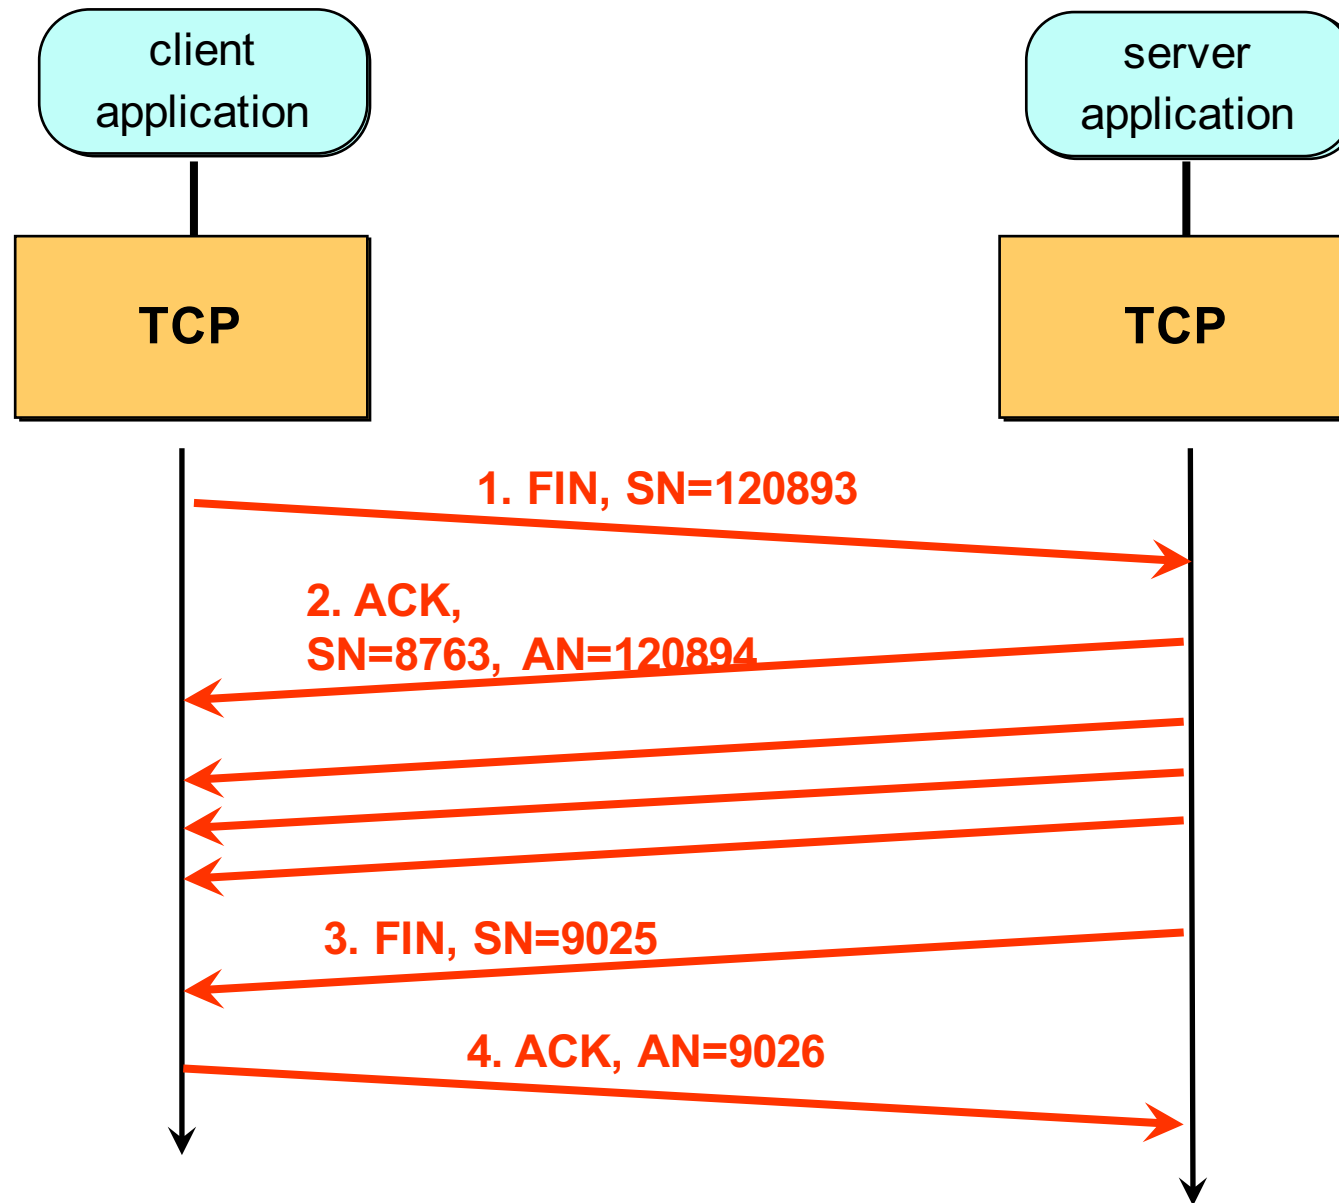 client
application
server
application
TCP
TCP
1. FIN, SN=120893
2. ACK,
SN=8763, AN=120894
3. FIN, SN=9025
4. ACK, AN=9026